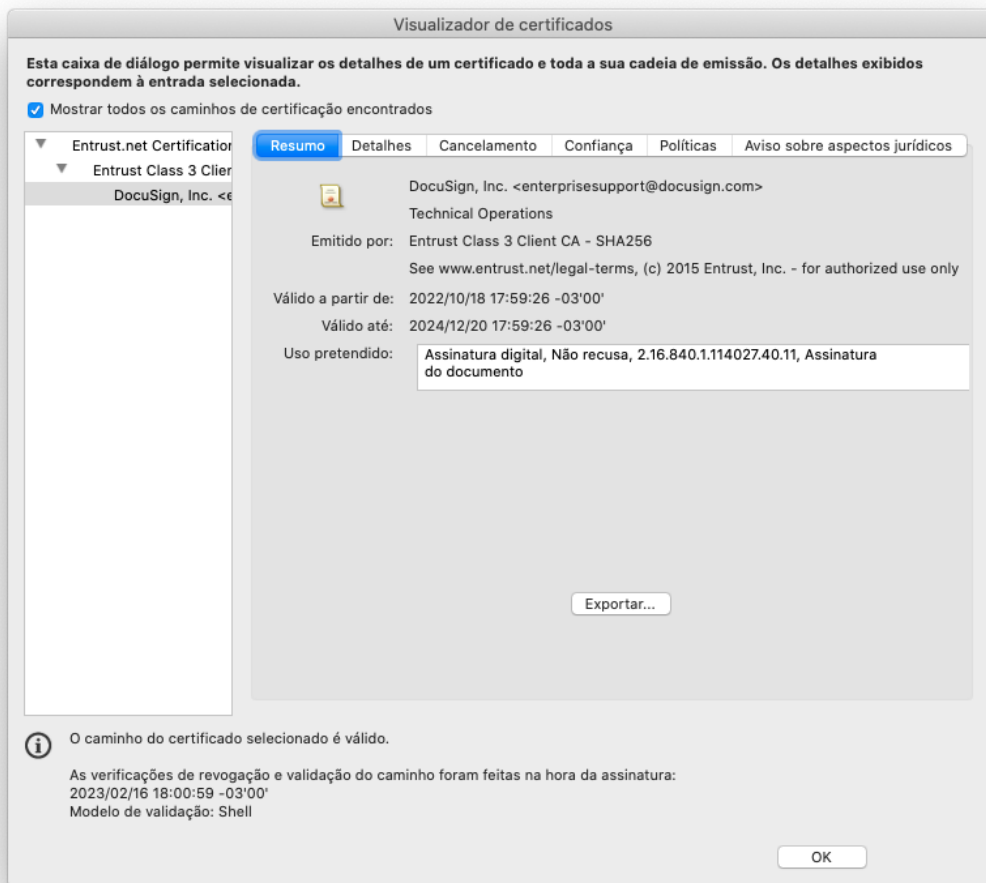 Visualizador de certificados
Esta caixa de diálogo permite visualizar os detalhes de um certificado e toda a sua cadeia de emissão. Os detalhes exibidos
correspondem à entrada selecionada.
Mostrar todos os caminhos de certificação encontrados
Entrust.net Certification
Entrust Class 3 Clier
DocuSign, Inc. <e
Resumo Detalhes Cancelamento Confiança Políticas Aviso sobre aspectos jurídicos
DocuSign, Inc. <enterprisesupport@docusign.com>
Technical Operations
Emitido por: Entrust Class 3 Client CA - SHA256
See www.entrust.net/legal-terms, (c) 2015 Entrust, Inc. - for authorized use only
Válido a partir de: 2022/10/18 17:59:26 -03'00'
Válido até: 2024/12/20 17:59:26 -03'00'
Uso pretendido: Assinatura digital, Não recusa, 2.16.840.1.114027.40.11, Assinatura
do documento
Exportar...
O caminho do certificado selecionado é válido.
As verificações de revogação e validação do caminho foram feitas na hora da assinatura:
2023/02/16 18:00:59 -03'00'
Modelo de validação: Shell
OK